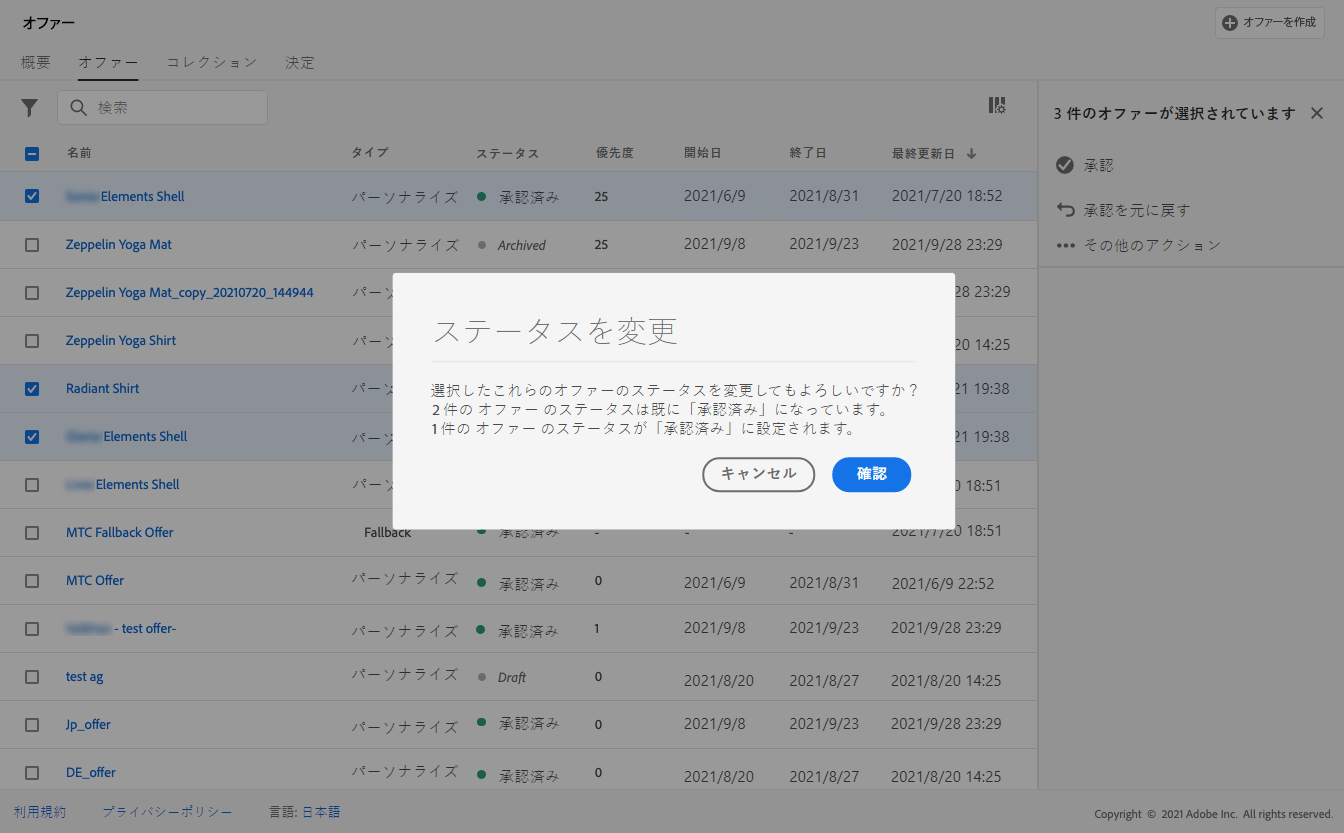 オファー
オファーを作成
概要 オファー コレクション 決定
検索
3 件のオファーが選択されています
名前 タイプ ステータス 優先度 開始日 終了日 最終更新日
承認
Elements Shell パーソナライズ 承認済み 25 2021/6/9 2021/8/31 2021/7/20 18:52
承認を元に戻す
Zeppelin Yoga Mat パーソナライズ Archived 25 2021/9/8 2021/9/23 2021/9/28 23:29
その他のアクション
Zeppelin Yoga Mat_copy_20210720_144944 パーソ 28 23:29
Zeppelin Yoga Shirt パーソ 20 14:25
ステータスを変更
Radiant Shirt パーソ 21 19:38
選択したこれらのオファーのステータスを変更してもよろしいですか？
2 件の オファー のステータスは既に「承認済み」になっています。
1 件の オファー のステータスが「承認済み」に設定されます。
Elements Shell パーソ 21 19:38
キャンセル 確認
Elements Shell パーソ 0 18:51
MTC Fallback Offer Fallback 承認済み - - - 2021/7/20 18:51
MTC Offer パーソナライズ 承認済み 0 2021/6/9 2021/8/31 2021/6/9 22:52
- test offer- パーソナライズ 承認済み 1 2021/9/8 2021/9/23 2021/9/28 23:29
test ag パーソナライズ Draft 0 2021/8/20 2021/8/27 2021/8/20 14:25
Jp_offer パーソナライズ 承認済み 0 2021/9/8 2021/9/23 2021/9/28 23:29
DE_offer パーソナライズ 承認済み 0 2021/8/20 2021/8/27 2021/8/20 14:25
利用規約 プライバシーポリシー 言語: 日本語
Copyright © 2021 Adobe Inc. All rights reserved.